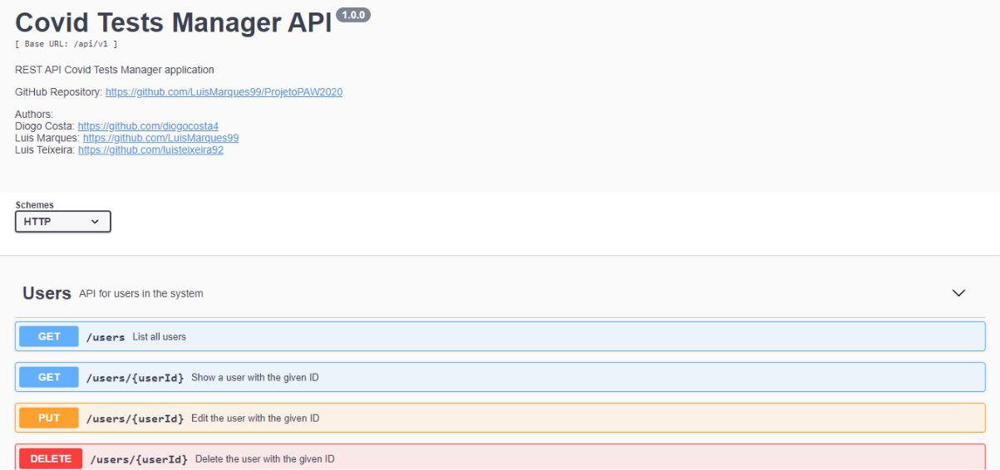 Covid Tests Manager API 1.0.0
[ Base URL: /api/v1 ]
REST API Covid Tests Manager application
GitHub Repository: https://github.com/LuisMarques99/ProjetoPAW2020
Authors:
Diogo Costa: https://github.com/diogocosta4
Luis Marques: https://github.com/LuisMarques99
Luis Teixeira: https://github.com/luisteixeira92
Schemes
HTTP
Users API for users in the system
GET /users List all users
GET /users/{userId} Show a user with the given ID
PUT /users/{userId} Edit the user with the given ID
DELETE /users/{userId} Delete the user with the given ID